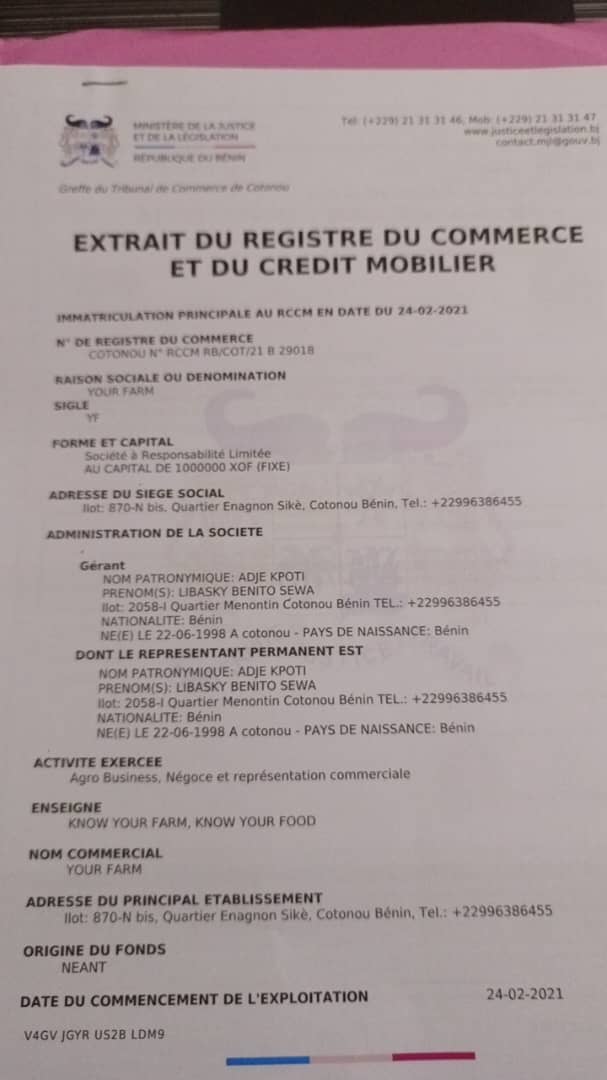 MINISTÈRE DE LA JUSTICE
ET DE LA LÉGISLATION
RÉPUBLIQUE DU BÉNIN
Tél: (+229) 21 31 31 46, Mob: (+229) 21 31 31 47
www.justiceetlegislation.bj
contact.mjl@gouv.bj
Greffe du Tribunal de Commerce de Cotonou
EXTRAIT DU REGISTRE DU COMMERCE
ET DU CREDIT MOBILIER
IMMATRICULATION PRINCIPALE AU RCCM EN DATE DU 24-02-2021
N° DE REGISTRE DU COMMERCE
COTONOU N° RCCM RB/COT/21 B 29018
RAISON SOCIALE OU DENOMINATION
YOUR FARM
SIGLE
YF
FORME ET CAPITAL
Société à Responsabilité Limitée
AU CAPITAL DE 1000000 XOF (FIXE)
ADRESSE DU SIEGE SOCIAL
Ilot: 870-N bis, Quartier Enagnon Sikè, Cotonou Bénin, Tel.: +22996386455
ADMINISTRATION DE LA SOCIETE
Gérant
NOM PATRONYMIQUE: ADJE KPOTI
PRENOM(S): LIBASKY BENITO SEWA
Ilot: 2058-I Quartier Menontin Cotonou Bénin TEL.: +22996386455
NATIONALITE: Bénin
NE(E) LE 22-06-1998 A cotonou - PAYS DE NAISSANCE: Bénin
DONT LE REPRESENTANT PERMANENT EST
NOM PATRONYMIQUE: ADJE KPOTI
PRENOM(S): LIBASKY BENITO SEWA
Ilot: 2058-I Quartier Menontin Cotonou Bénin TEL.: +22996386455
NATIONALITE: Bénin
NE(E) LE 22-06-1998 A cotonou - PAYS DE NAISSANCE: Bénin
ACTIVITE EXERCEE
Agro Business, Négoce et représentation commerciale
ENSEIGNE
KNOW YOUR FARM, KNOW YOUR FOOD
NOM COMMERCIAL
YOUR FARM
ADRESSE DU PRINCIPAL ETABLISSEMENT
Ilot: 870-N bis, Quartier Enagnon Sikè, Cotonou Bénin, Tel.: +22996386455
ORIGINE DU FONDS
NEANT
DATE DU COMMENCEMENT DE L'EXPLOITATION 24-02-2021
V4GV JGYR US2B LDM9